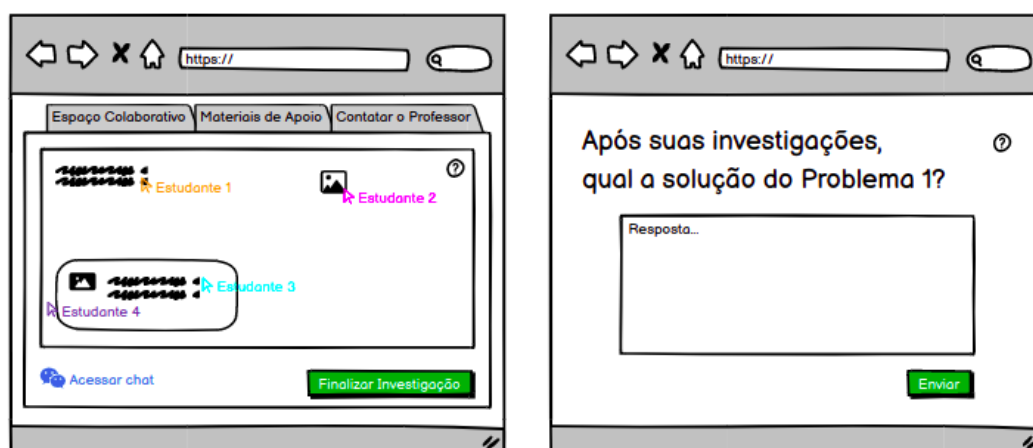 https://
Espaço Colaborativo
Materiais de Apoio
Contatar o Professor
?
Estudante 1
Estudante 2
Estudante 3
Estudante 4
Acessar chat
Finalizar Investigação
https://
Após suas investigações,
qual a solução do Problema 1?
?
Resposta...
Enviar